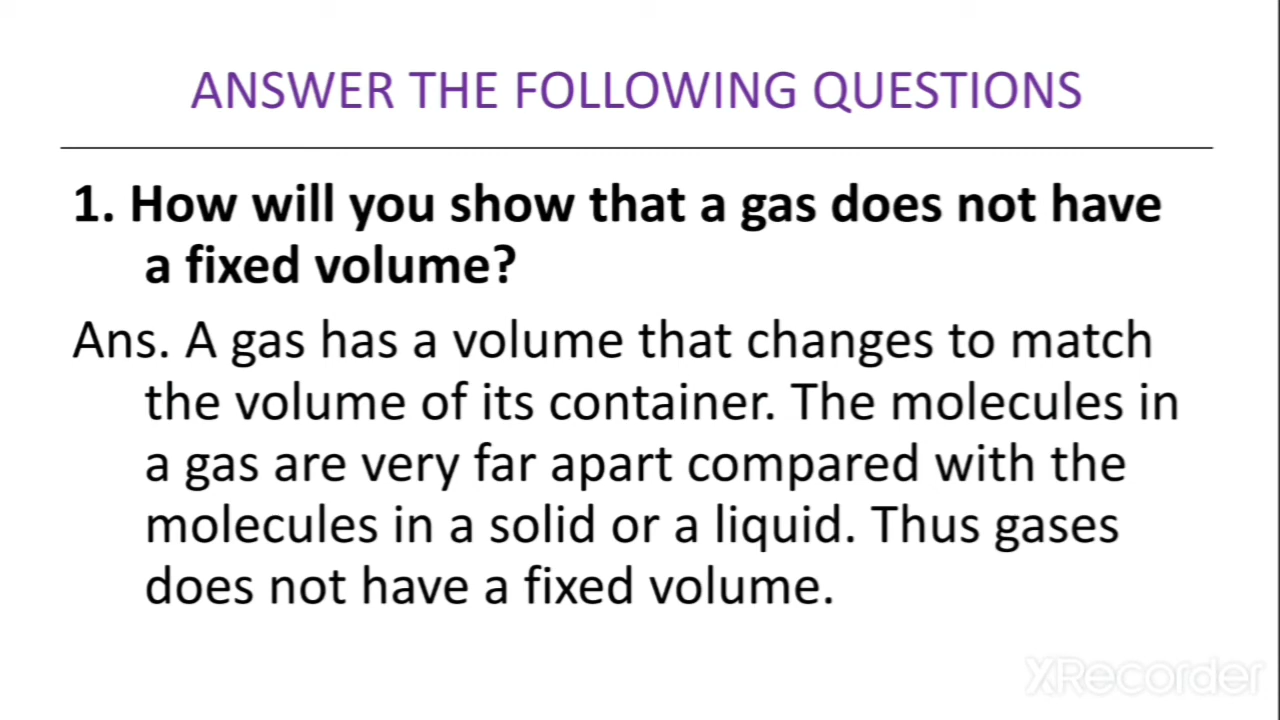 ANSWER THE FOLLOWING QUESTIONS
1. How will you show that a gas does not have
a fixed volume?
Ans. A gas has a volume that changes to match
the volume of its container. The molecules in
a gas are very far apart compared with the
molecules in a solid or a liquid. Thus gases
does not have a fixed volume.
XRecorder